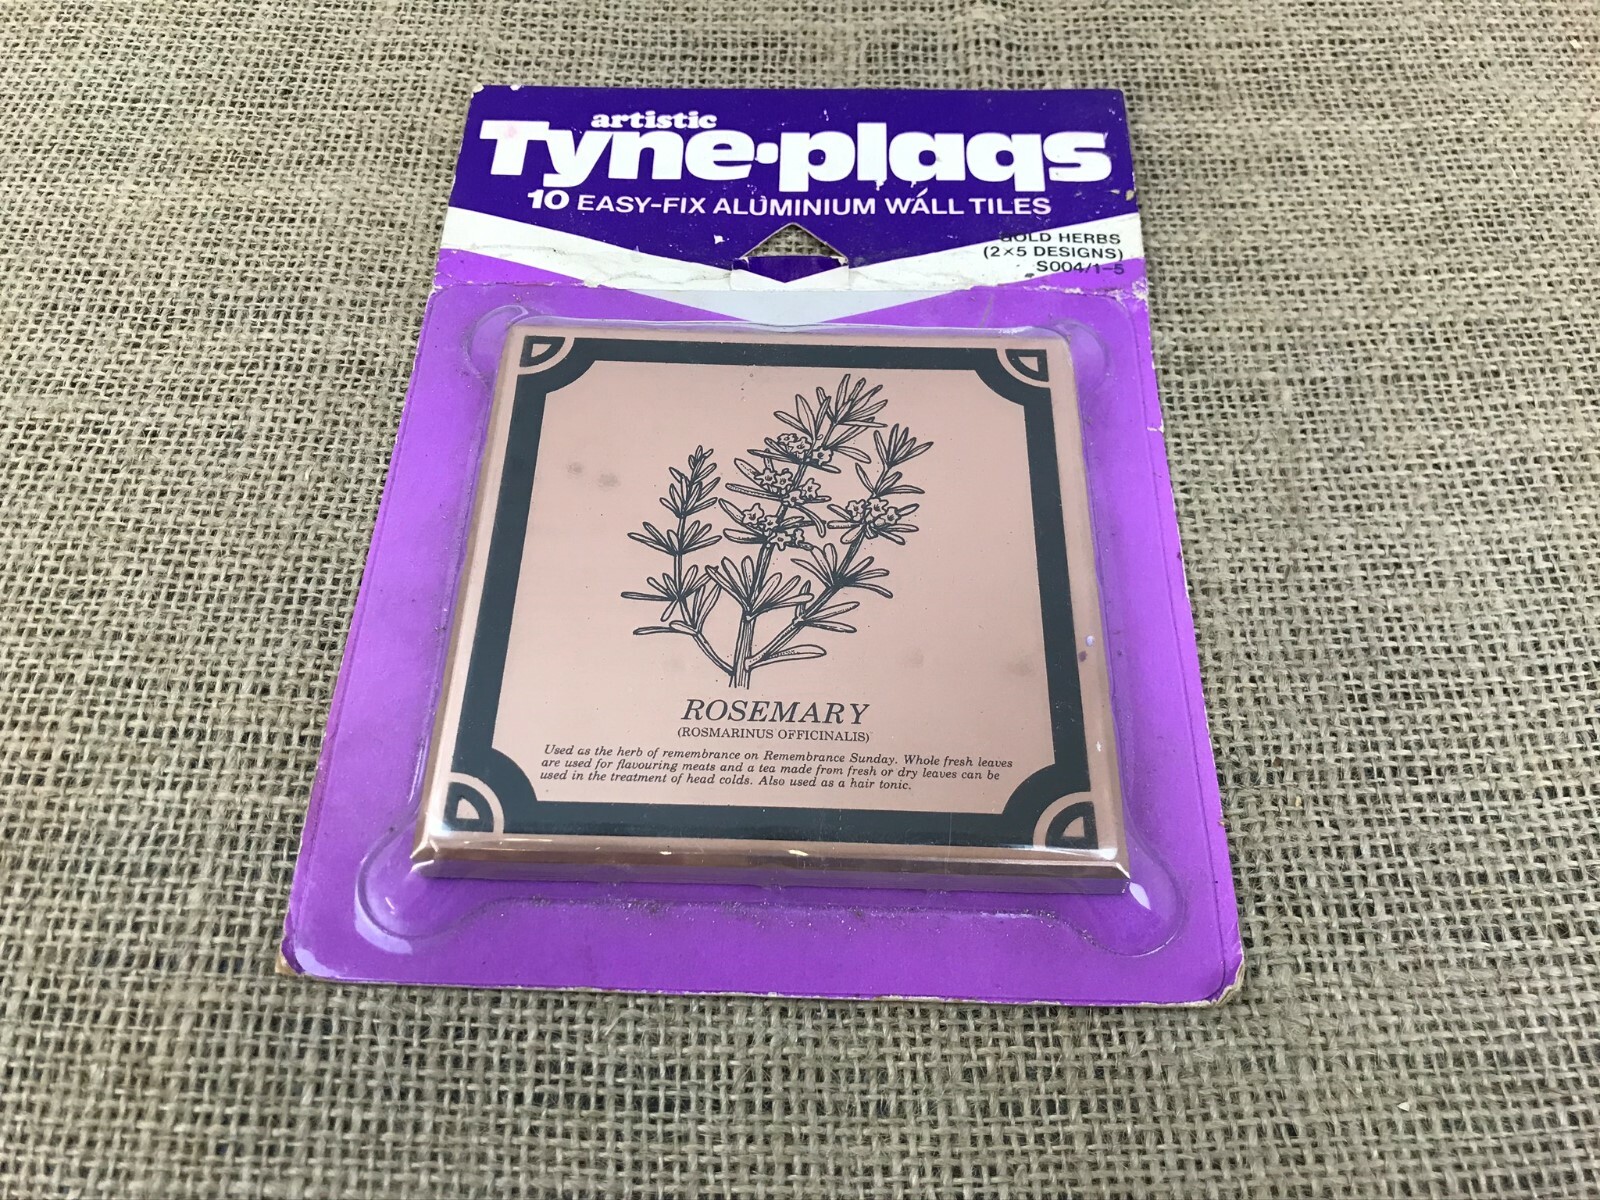 artistic
Tyne·plaqs
10 EASY-FIX ALUMINIUM WALL TILES
GOLD HERBS
(2×5 DESIGNS)
S004/1–5
ROSEMARY
(ROSMARINUS OFFICINALIS)
Used as the herb of remembrance on Remembrance Sunday. Whole fresh leaves
are used for flavouring meats and a tea made from fresh or dry leaves can be
used in the treatment of head colds. Also used as a hair tonic.